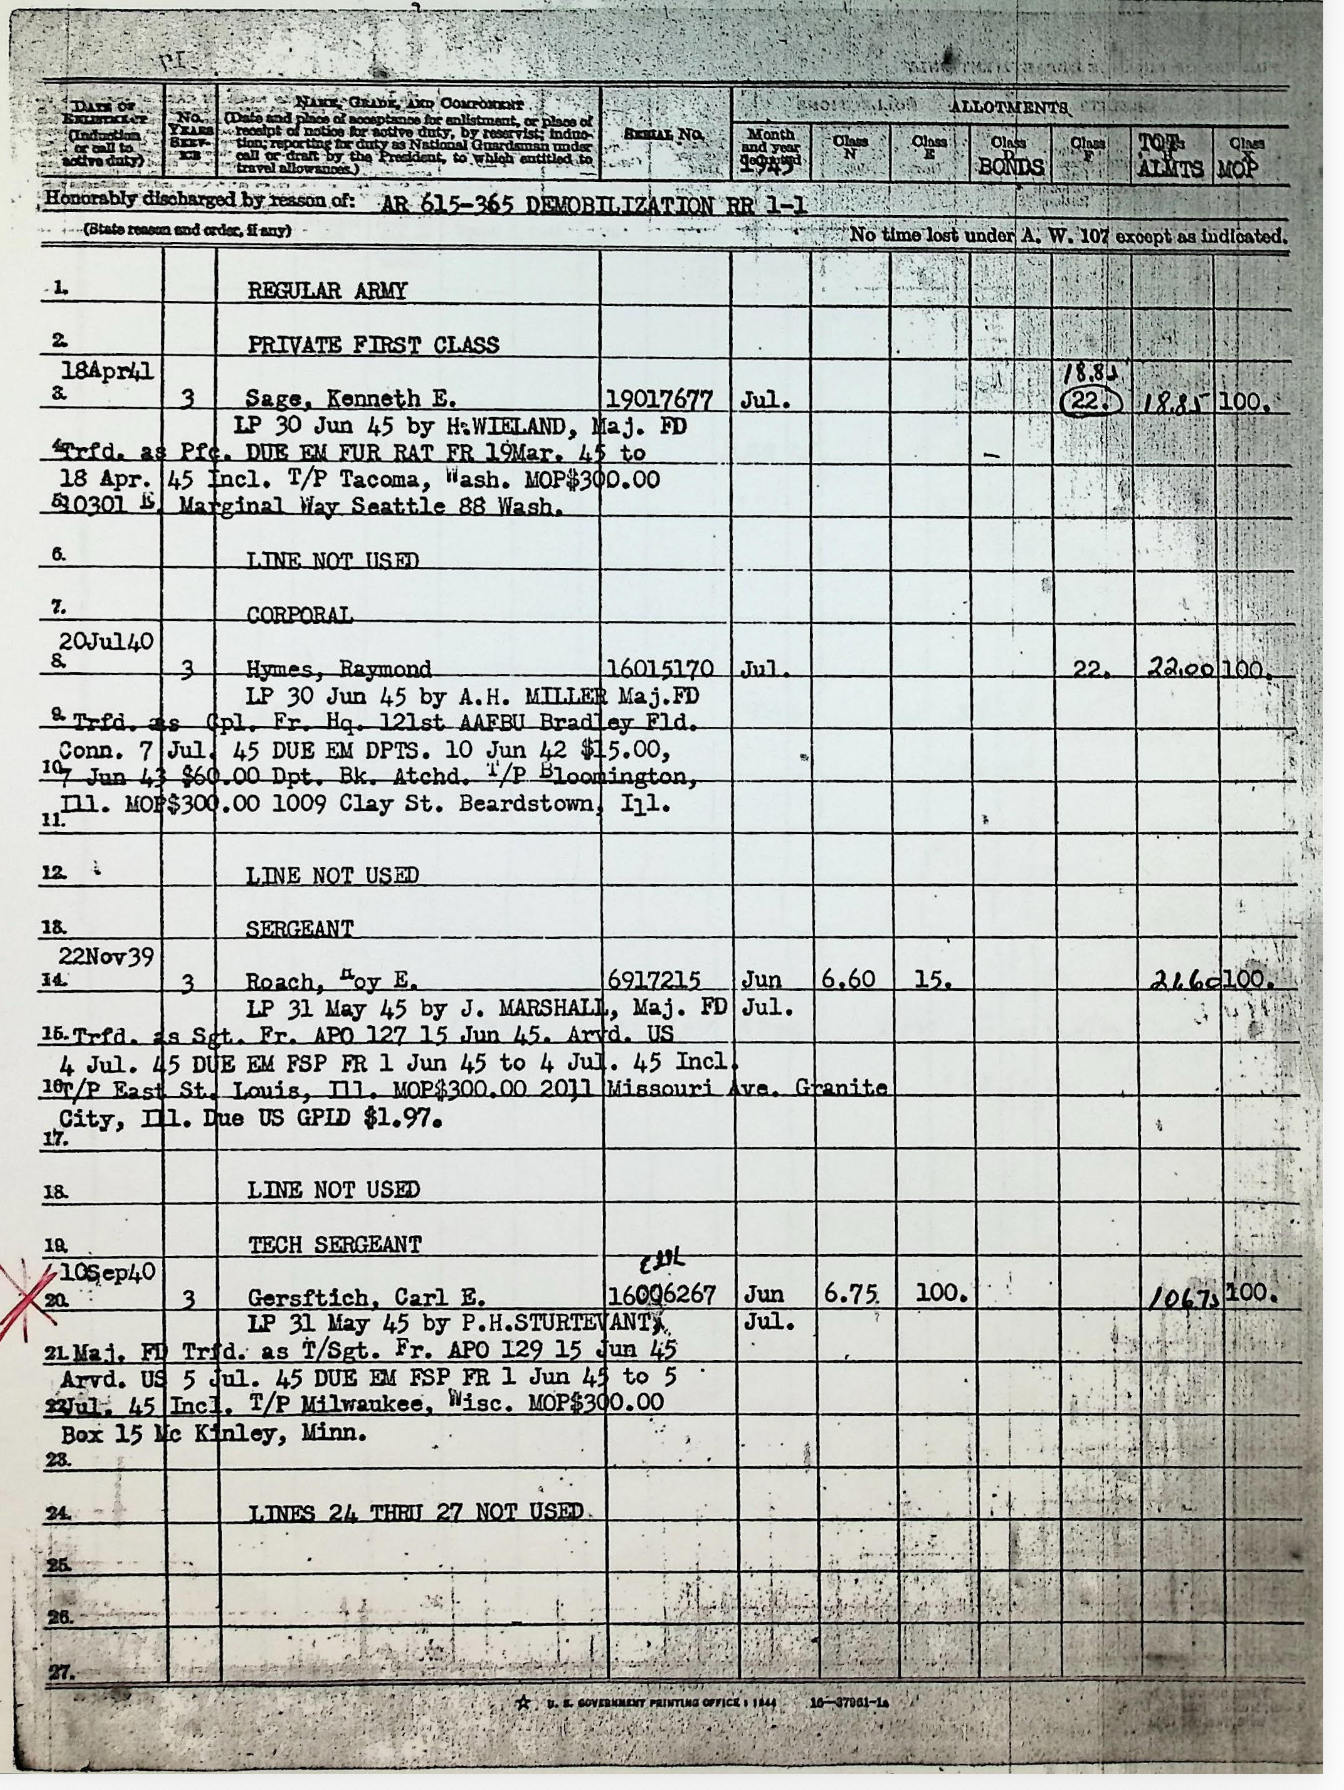 DATE OF ENLISTMENT (Induction or call to active duty)
NO. YEARS SERVICE
NAME, GRADE, AND COMPONENT
(Date and place of acceptance for enlistment, or place of receipt of notice for active duty, by reservist; induction; reporting for duty as National Guardsman under call or draft by the President, to which entitled to travel allowances.)
SERIAL NO.
ALLOTMENTS
Month and year 1945
Class N
Class E
Class BONDS
Class F
TOT. ALMTS
Class MOP
Honorably discharged by reason of: AR 615-365 DEMOBILIZATION RR 1-1
(State reason and order, if any)
No time lost under A. W. 107 except as indicated.
1. REGULAR ARMY
2. PRIVATE FIRST CLASS
18Apr41 18.85
3. 3 Sage, Kenneth E. 19017677 Jul. 22. 18.85 100.
LP 30 Jun 45 by H.WIELAND, Maj. FD
4. Trfd. as Pfc. DUE EM FUR RAT FR 19Mar. 45 to
18 Apr. 45 Incl. T/P Tacoma, Wash. MOP$300.00
5. 10301 E. Marginal Way Seattle 88 Wash.
6. LINE NOT USED
7. CORPORAL
20Jul40
8. 3 Hymes, Raymond 16015170 Jul. 22. 22.00 100.
LP 30 Jun 45 by A.H. MILLER Maj.FD
9. Trfd. as Cpl. Fr. Hq. 121st AAFBU Bradley Fld.
Conn. 7 Jul. 45 DUE EM DPTS. 10 Jun 42 $15.00,
10. 7 Jun 43 $60.00 Dpt. Bk. Atchd. T/P Bloomington,
Ill. MOP$300.00 1009 Clay St. Beardstown, Ill.
11.
12. LINE NOT USED
13. SERGEANT
22Nov39
14. 3 Roach, Hoy E. 6917215 Jun 6.60 15. 21.60 100.
LP 31 May 45 by J. MARSHALL, Maj. FD Jul.
15. Trfd. as Sgt. Fr. APO 127 15 Jun 45. Arvd. US
4 Jul. 45 DUE EM FSP FR 1 Jun 45 to 4 Jul. 45 Incl.
16. T/P East St. Louis, Ill. MOP$300.00 2011 Missouri Ave. Granite
City, Ill. Due US GPLD $1.97.
17.
18. LINE NOT USED
19. TECH SERGEANT
10Sep40
20. 3 Gersftich, Carl E. 16006267 Jun 6.75 100. 10675 100.
LP 31 May 45 by P.H.STURTEVANT, Jul.
21. Maj. FD Trfd. as T/Sgt. Fr. APO 129 15 Jun 45
Arvd. US 5 Jul. 45 DUE EM FSP FR 1 Jun 45 to 5
22. Jul. 45 Incl. T/P Milwaukee, Wisc. MOP$300.00
Box 15 Mc Kinley, Minn.
23.
24. LINES 24 THRU 27 NOT USED
25.
26.
27.
☆ U. S. GOVERNMENT PRINTING OFFICE : 1944 16-37961-1a